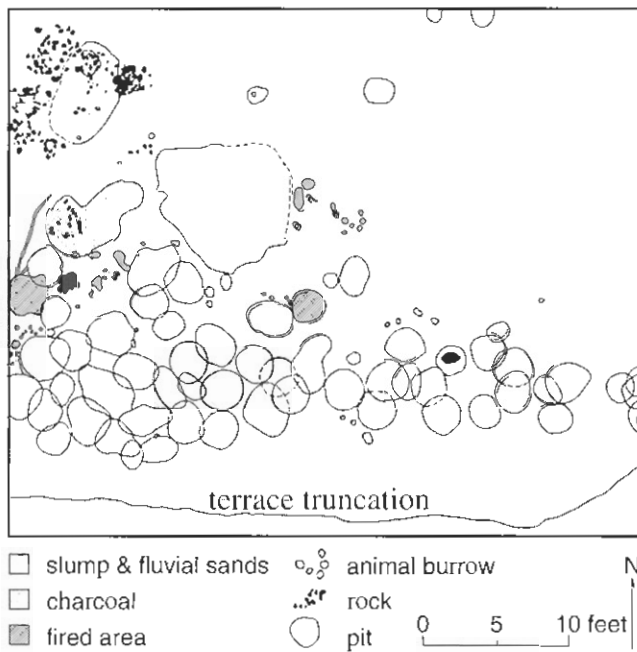 terrace truncation
slump & fluvial sands
animal burrow
N
charcoal
rock
fired area
pit
0 5 10 feet